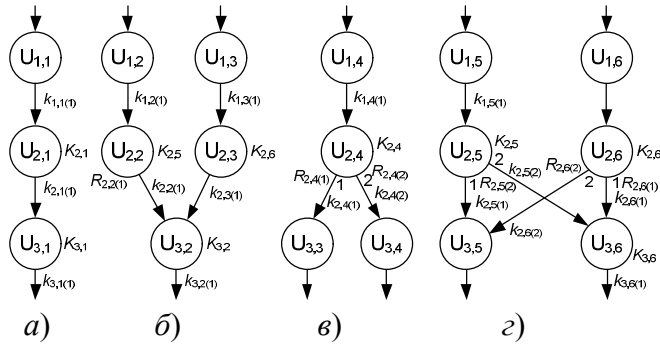 U1,1 U1,2 U1,3 U1,4 U1,5 U1,6
k1,1(1) k1,2(1) k1,3(1) k1,4(1) k1,5(1)
U2,1 K2,1 U2,2 K2,5 U2,3 K2,6 U2,4 K2,4 U2,5 K2,5 U2,6 K2,6
k2,1(1) R2,2(1) k2,2(1) k2,3(1) R2,4(1) 1 k2,4(1) 2 R2,4(2) k2,4(2) 2 k2,5(2) 1 R2,5(2) k2,5(1) R2,6(2) 2 1 R2,6(1) k2,6(1)
U3,1 K3,1 U3,2 K3,2 U3,3 U3,4 U3,5 k2,6(2) U3,6 K3,6
k3,1(1) k3,2(1) k3,6(1)
а) б) в) г)